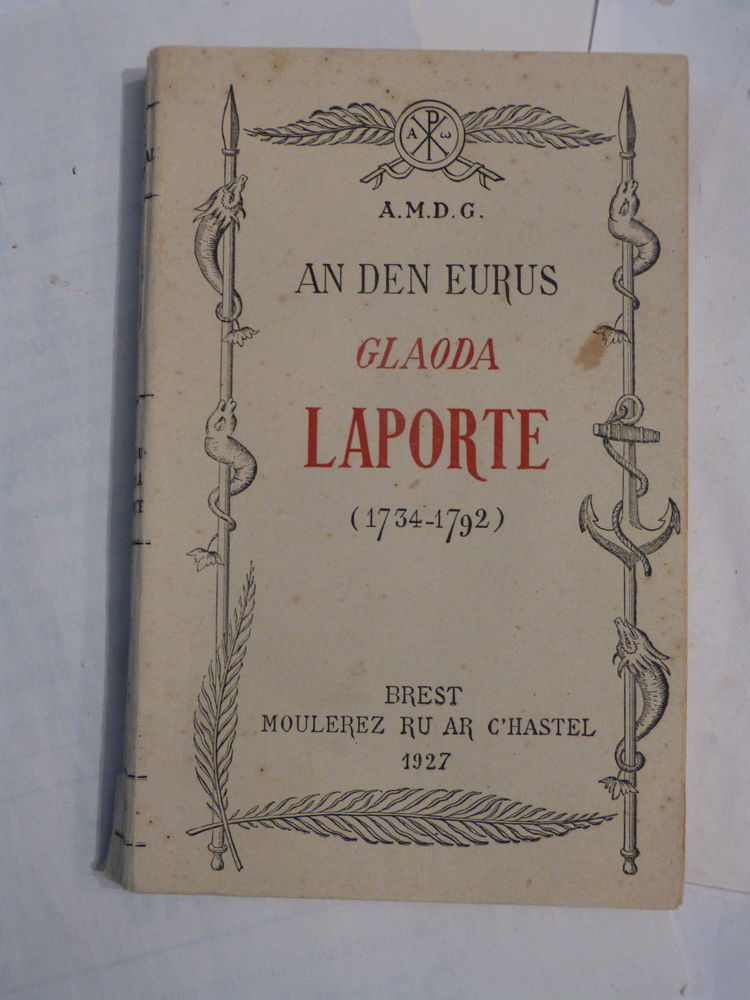 Α ω
A.M.D.G.
AN DEN EURUS
GLAODA
LAPORTE
(1734-1792)
BREST
MOULEREZ RU AR C'HASTEL
1927